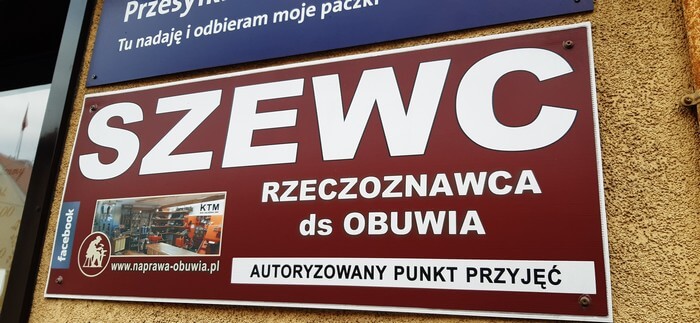 Tu nadaję i odbieram moje paczki
SZEWC
RZECZOZNAWCA
ds OBUWIA
KTM
facebook
www.naprawa-obuwia.pl
AUTORYZOWANY PUNKT PRZYJĘĆ